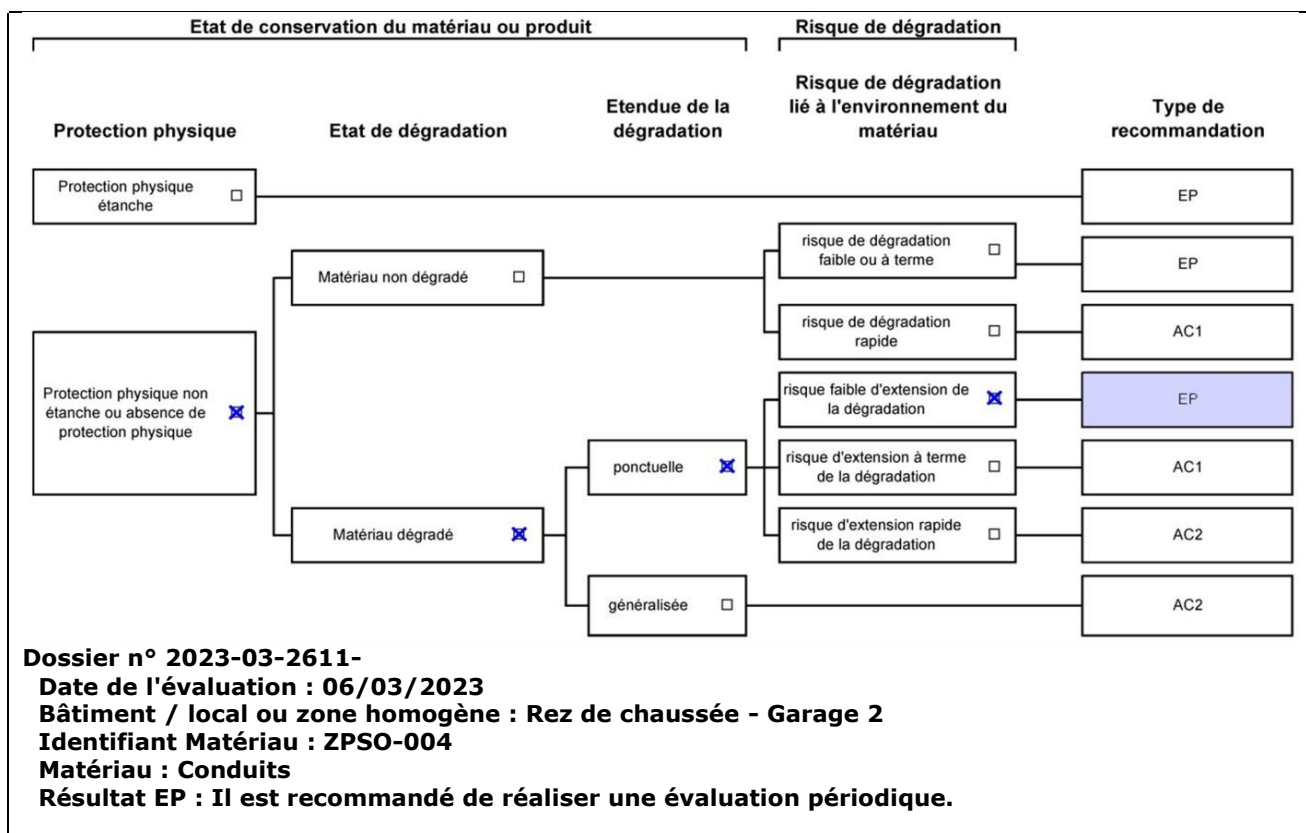 Etat de conservation du matériau ou produit
Risque de dégradation
Protection physique
Etat de dégradation
Etendue de la
dégradation
Risque de dégradation
lié à l'environnement du
matériau
Type de
recommandation
Protection physique
étanche
EP
Matériau non dégradé
risque de dégradation
faible ou à terme
EP
risque de dégradation
rapide
AC1
Protection physique non
étanche ou absence de
protection physique
risque faible d'extension de
la dégradation
EP
ponctuelle
risque d'extension à terme
de la dégradation
AC1
Matériau dégradé
risque d'extension rapide
de la dégradation
AC2
généralisée
AC2
Dossier n° 2023-03-2611-
Date de l'évaluation : 06/03/2023
Bâtiment / local ou zone homogène : Rez de chaussée - Garage 2
Identifiant Matériau : ZPSO-004
Matériau : Conduits
Résultat EP : Il est recommandé de réaliser une évaluation périodique.